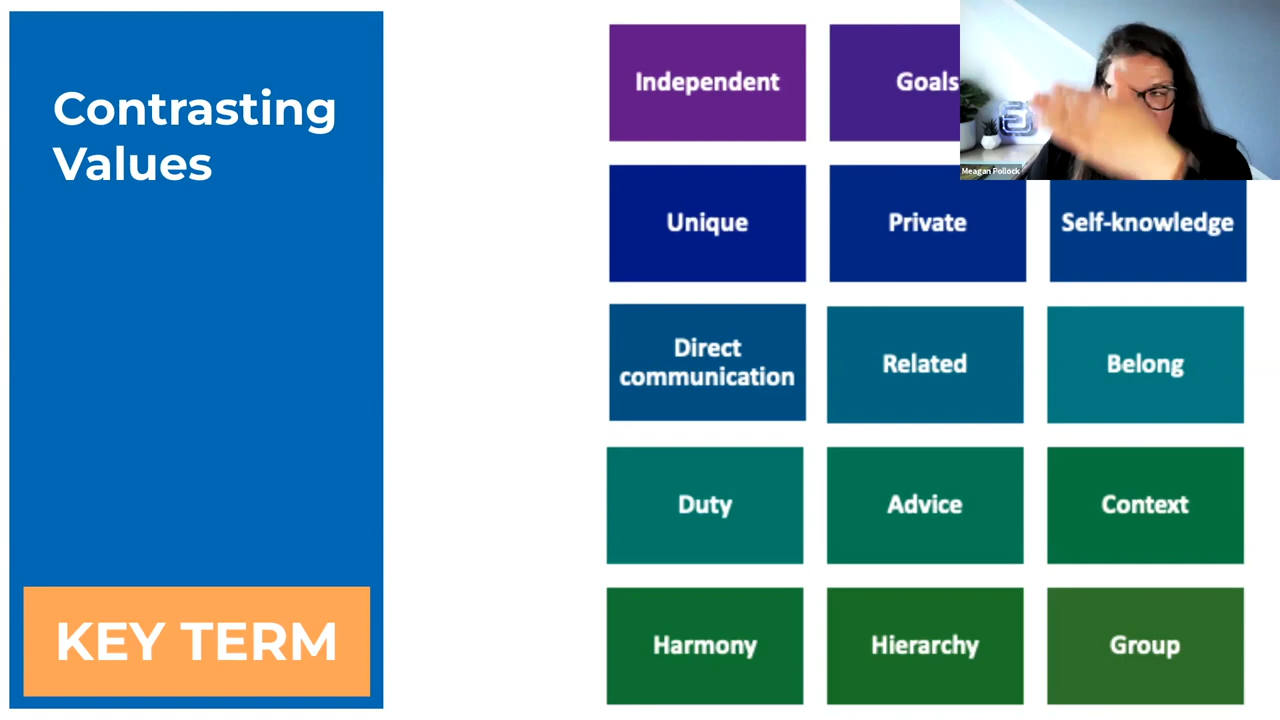 Contrasting
Values
KEY TERM
Independent
Goals
Unique
Private
Self-knowledge
Direct
communication
Related
Belong
Duty
Advice
Context
Harmony
Hierarchy
Group
Meagan Pollock